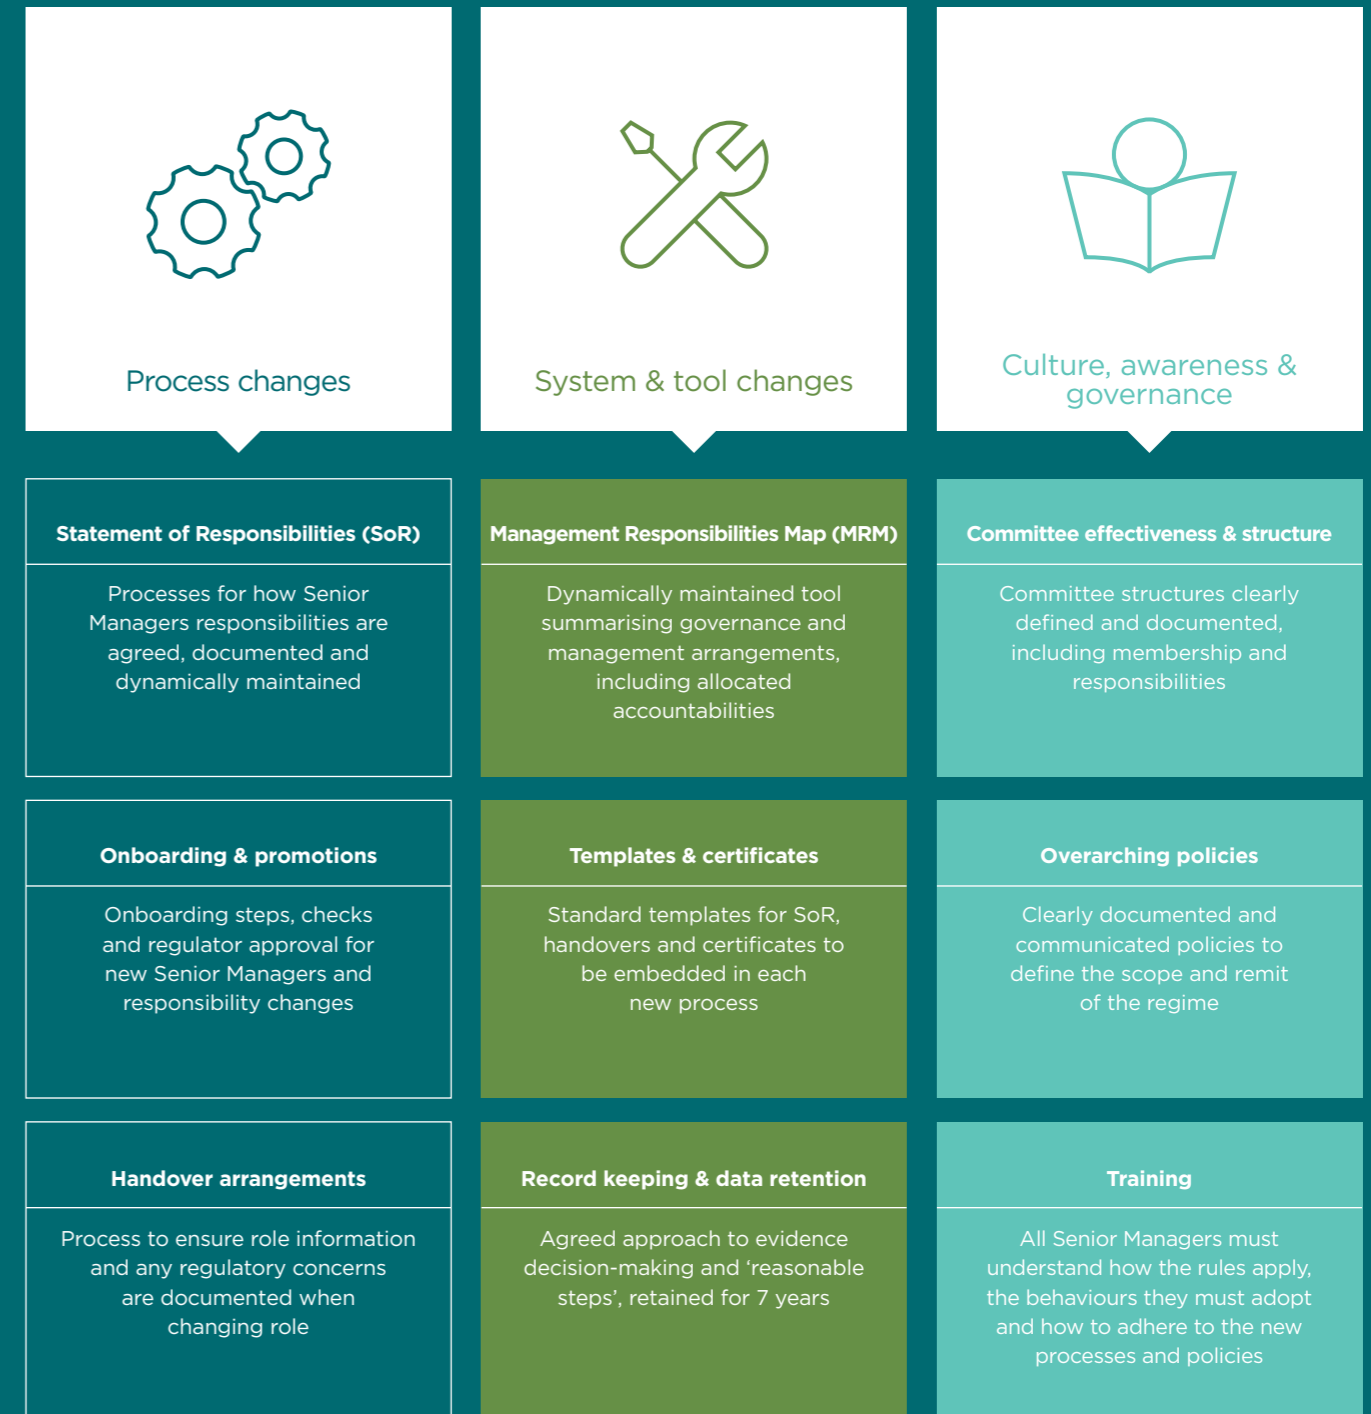 Process changes
System & tool changes
Culture, awareness &
governance
Statement of Responsibilities (SoR)
Processes for how Senior
Managers responsibilities are
agreed, documented and
dynamically maintained
Management Responsibilities Map (MRM)
Dynamically maintained tool
summarising governance and
management arrangements,
including allocated
accountabilities
Committee effectiveness & structure
Committee structures clearly
defined and documented,
including membership and
responsibilities
Onboarding & promotions
Onboarding steps, checks
and regulator approval for
new Senior Managers and
responsibility changes
Templates & certificates
Standard templates for SoR,
handovers and certificates to
be embedded in each
new process
Overarching policies
Clearly documented and
communicated policies to
define the scope and remit
of the regime
Handover arrangements
Process to ensure role information
and any regulatory concerns
are documented when
changing role
Record keeping & data retention
Agreed approach to evidence
decision-making and ‘reasonable
steps’, retained for 7 years
Training
All Senior Managers must
understand how the rules apply,
the behaviours they must adopt
and how to adhere to the new
processes and policies